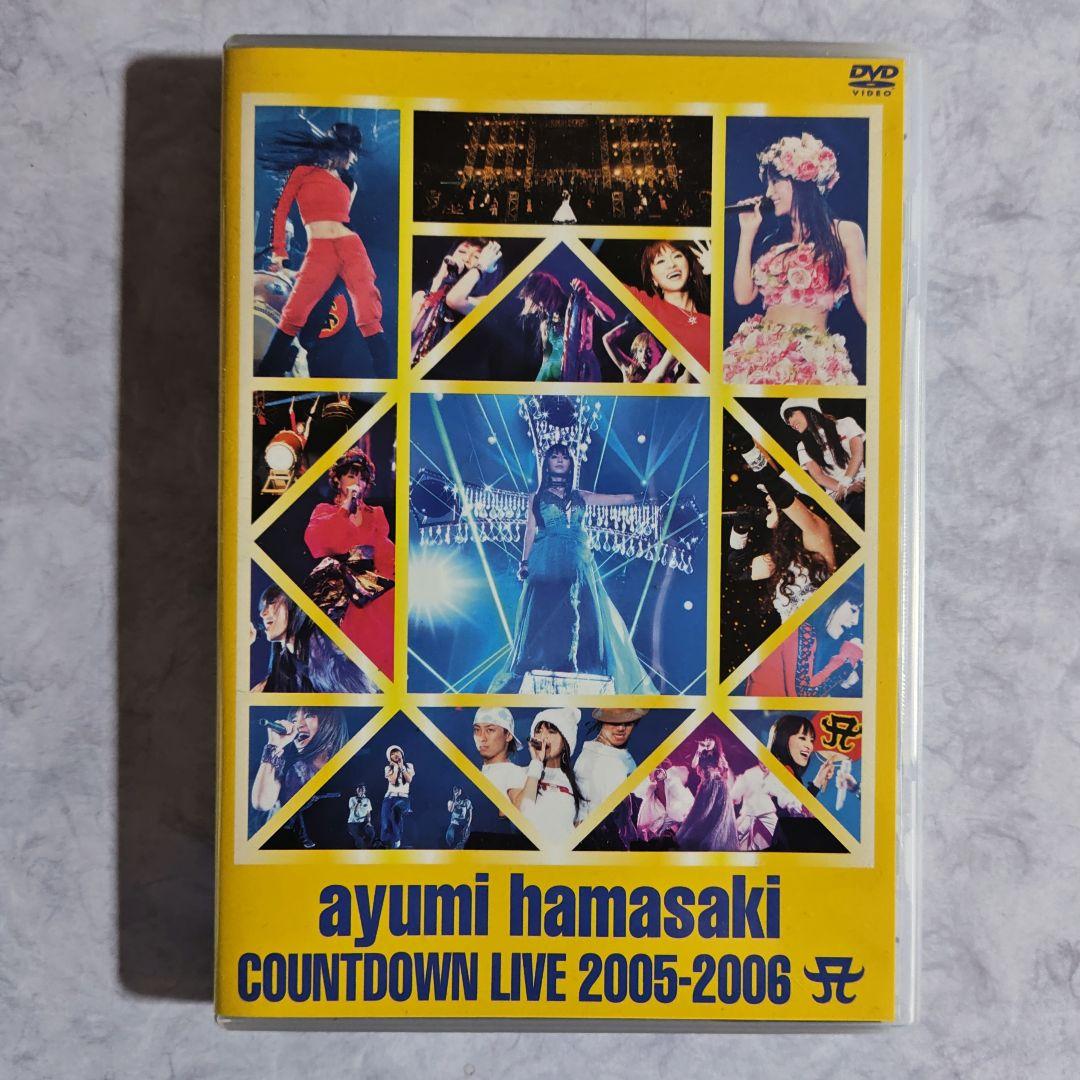 DVD
VIDEO
ayumi hamasaki
COUNTDOWN LIVE 2005-2006